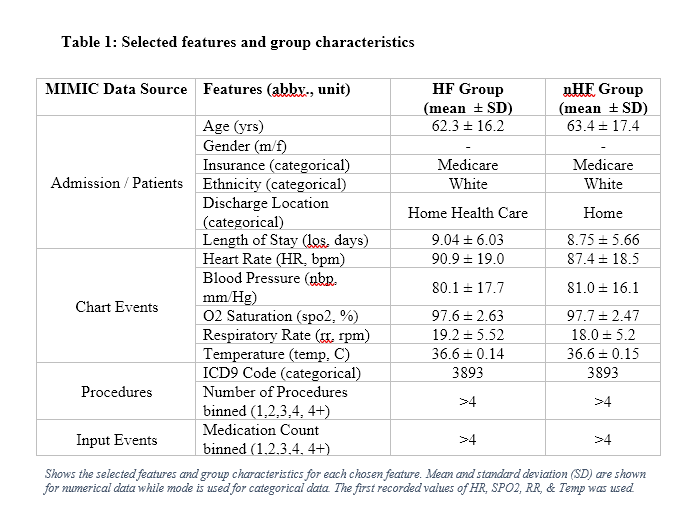 Table 1: Selected features and group characteristics
MIMIC Data Source Features (abby., unit) HF Group (mean ± SD) nHF Group (mean ± SD)
Admission / Patients
Age (yrs) 62.3 ± 16.2 63.4 ± 17.4
Gender (m/f) - -
Insurance (categorical) Medicare Medicare
Ethnicity (categorical) White White
Discharge Location (categorical) Home Health Care Home
Length of Stay (los, days) 9.04 ± 6.03 8.75 ± 5.66
Chart Events
Heart Rate (HR, bpm) 90.9 ± 19.0 87.4 ± 18.5
Blood Pressure (nbp, mm/Hg) 80.1 ± 17.7 81.0 ± 16.1
O2 Saturation (spo2, %) 97.6 ± 2.63 97.7 ± 2.47
Respiratory Rate (rr, rpm) 19.2 ± 5.52 18.0 ± 5.2
Temperature (temp, C) 36.6 ± 0.14 36.6 ± 0.15
Procedures
ICD9 Code (categorical) 3893 3893
Number of Procedures binned (1,2,3,4, 4+) >4 >4
Input Events
Medication Count binned (1,2,3,4, 4+) >4 >4
Shows the selected features and group characteristics for each chosen feature. Mean and standard deviation (SD) are shown
for numerical data while mode is used for categorical data. The first recorded values of HR, SPO2, RR, & Temp was used.